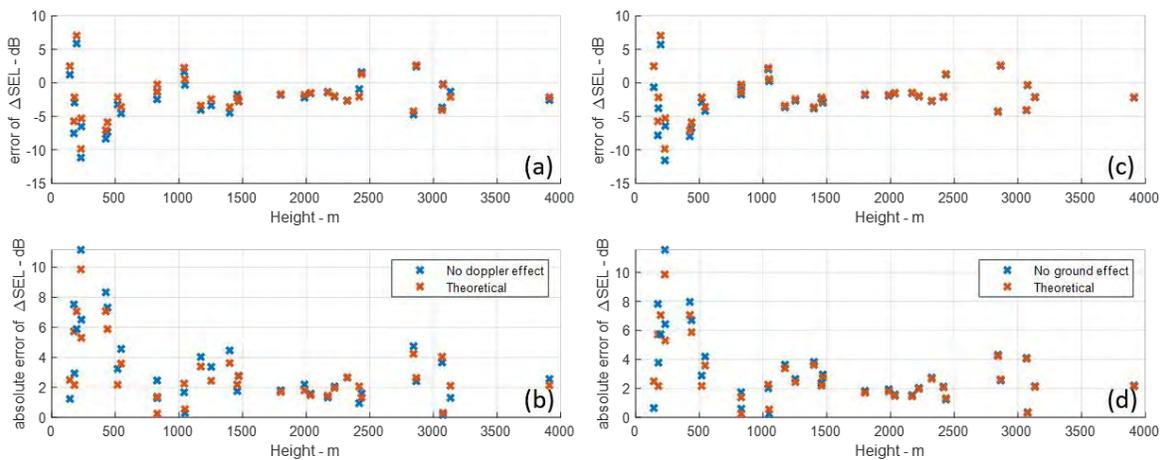 10
5
0
-5
-10
-15
error of ΔSEL - dB
0 500 1000 1500 2000 2500 3000 3500 4000
Height - m
(a)
10
5
0
-5
-10
-15
error of ΔSEL - dB
0 500 1000 1500 2000 2500 3000 3500 4000
Height - m
(c)
10
8
6
4
2
0
absolute error of ΔSEL - dB
No doppler effect
Theoretical
0 500 1000 1500 2000 2500 3000 3500 4000
Height - m
(b)
10
8
6
4
2
0
absolute error of ΔSEL - dB
No ground effect
Theoretical
0 500 1000 1500 2000 2500 3000 3500 4000
Height - m
(d)